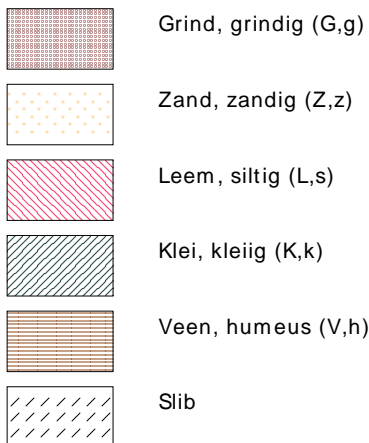 Grind, grindig (G,g)
Zand, zandig (Z,z)
Leem, siltig (L,s)
Klei, kleiig (K,k)
Veen, humeus (V,h)
Slib